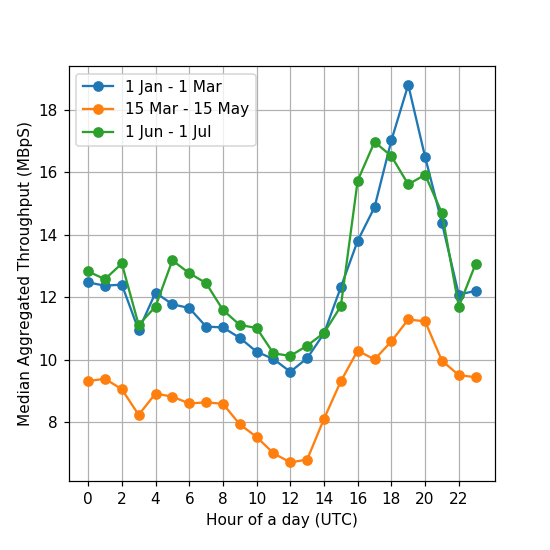 1 Jan - 1 Mar
15 Mar - 15 May
1 Jun - 1 Jul
Median Aggregated Throughput (MBpS)
18
16
14
12
10
8
0 2 4 6 8 10 12 14 16 18 20 22
Hour of a day (UTC)